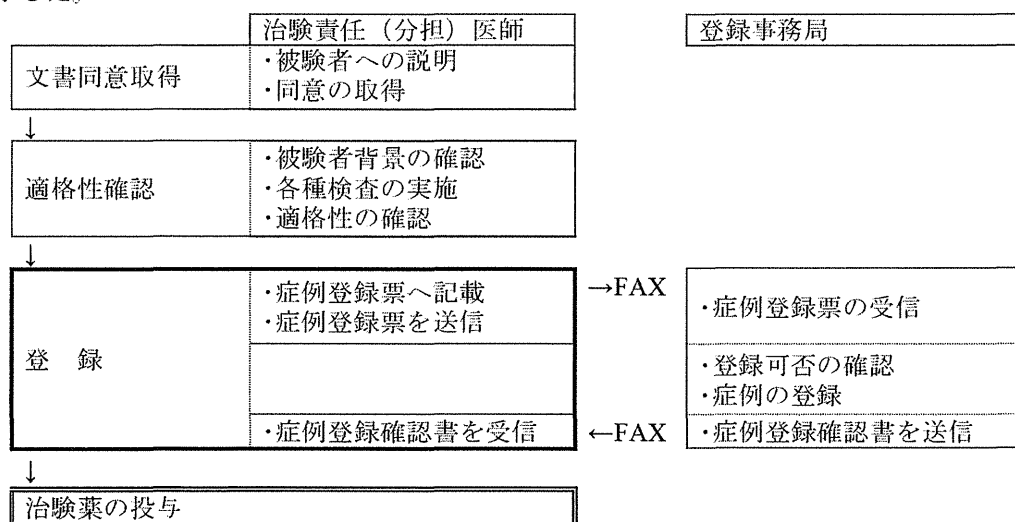 治験責任（分担）医師
登録事務局
文書同意取得
・被験者への説明
・同意の取得
↓
適格性確認
・被験者背景の確認
・各種検査の実施
・適格性の確認
↓
登　録
・症例登録票へ記載
・症例登録票を送信
→FAX
・症例登録票の受信
・登録可否の確認
・症例の登録
・症例登録確認書を受信
←FAX
・症例登録確認書を送信
↓
治験薬の投与